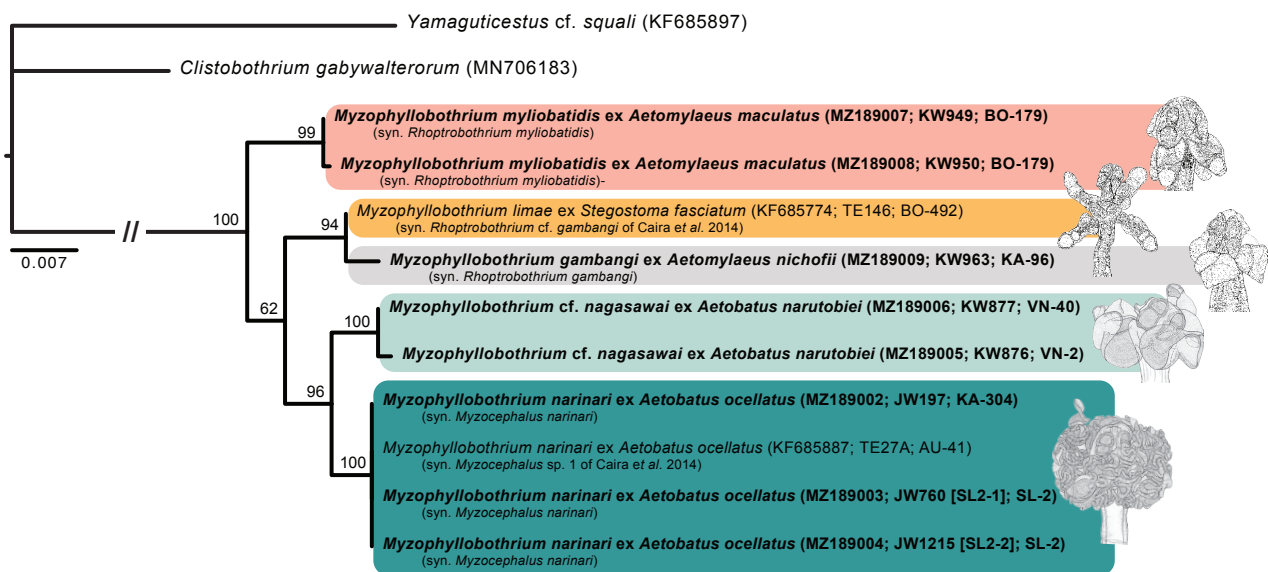 Yamaguticestus cf. squali (KF685897)
Clistobothrium gabywalterorum (MN706183)
99
Myzophyllobothrium myliobatidis ex Aetomylaeus maculatus (MZ189007; KW949; BO-179)
(syn. Rhoptrobothrium myliobatidis)
Myzophyllobothrium myliobatidis ex Aetomylaeus maculatus (MZ189008; KW950; BO-179)
(syn. Rhoptrobothrium myliobatidis)-
100
//
0.007
94
Myzophyllobothrium limae ex Stegostoma fasciatum (KF685774; TE146; BO-492)
(syn. Rhoptrobothrium cf. gambangi of Caira et al. 2014)
Myzophyllobothrium gambangi ex Aetomylaeus nichofii (MZ189009; KW963; KA-96)
(syn. Rhoptrobothrium gambangi)
62
100
Myzophyllobothrium cf. nagasawai ex Aetobatus narutobiei (MZ189006; KW877; VN-40)
Myzophyllobothrium cf. nagasawai ex Aetobatus narutobiei (MZ189005; KW876; VN-2)
96
Myzophyllobothrium narinari ex Aetobatus ocellatus (MZ189002; JW197; KA-304)
(syn. Myzocephalus narinari)
Myzophyllobothrium narinari ex Aetobatus ocellatus (KF685887; TE27A; AU-41)
(syn. Myzocephalus sp. 1 of Caira et al. 2014)
100
Myzophyllobothrium narinari ex Aetobatus ocellatus (MZ189003; JW760 [SL2-1]; SL-2)
(syn. Myzocephalus narinari)
Myzophyllobothrium narinari ex Aetobatus ocellatus (MZ189004; JW1215 [SL2-2]; SL-2)
(syn. Myzocephalus narinari)